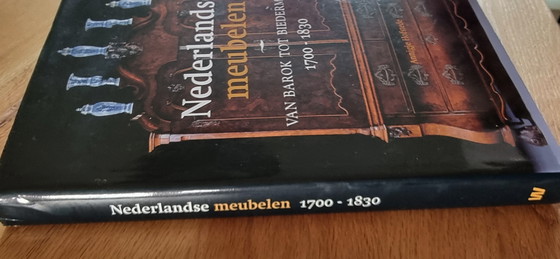 Nederlands
meubelen
VAN BAROK TOT BIEDERM
1700 - 1830
Nederlandse meubelen 1700 - 1830
W